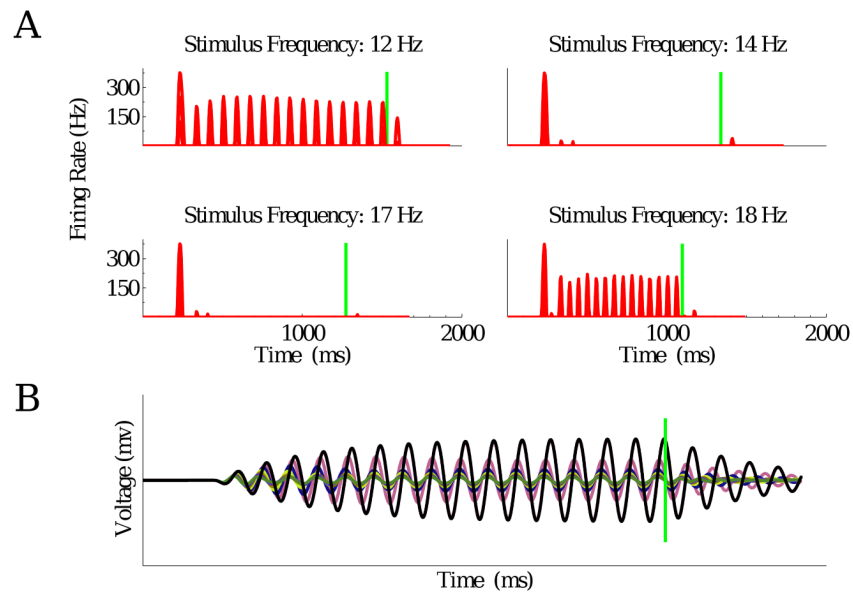 A
Stimulus Frequency: 12 Hz
Stimulus Frequency: 14 Hz
300
150
Firing Rate (Hz)
Stimulus Frequency: 17 Hz
Stimulus Frequency: 18 Hz
300
150
1000
2000
1000
2000
Time (ms)
Time (ms)
B
Voltage (mv)
Time (ms)